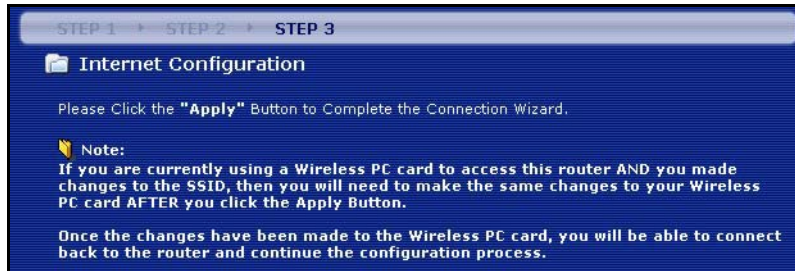 STEP 1 STEP 2 STEP 3
Internet Configuration
Please Click the "Apply" Button to Complete the Connection Wizard.
Note:
If you are currently using a Wireless PC card to access this router AND you made
changes to the SSID, then you will need to make the same changes to your Wireless
PC card AFTER you click the Apply Button.
Once the changes have been made to the Wireless PC card, you will be able to connect
back to the router and continue the configuration process.